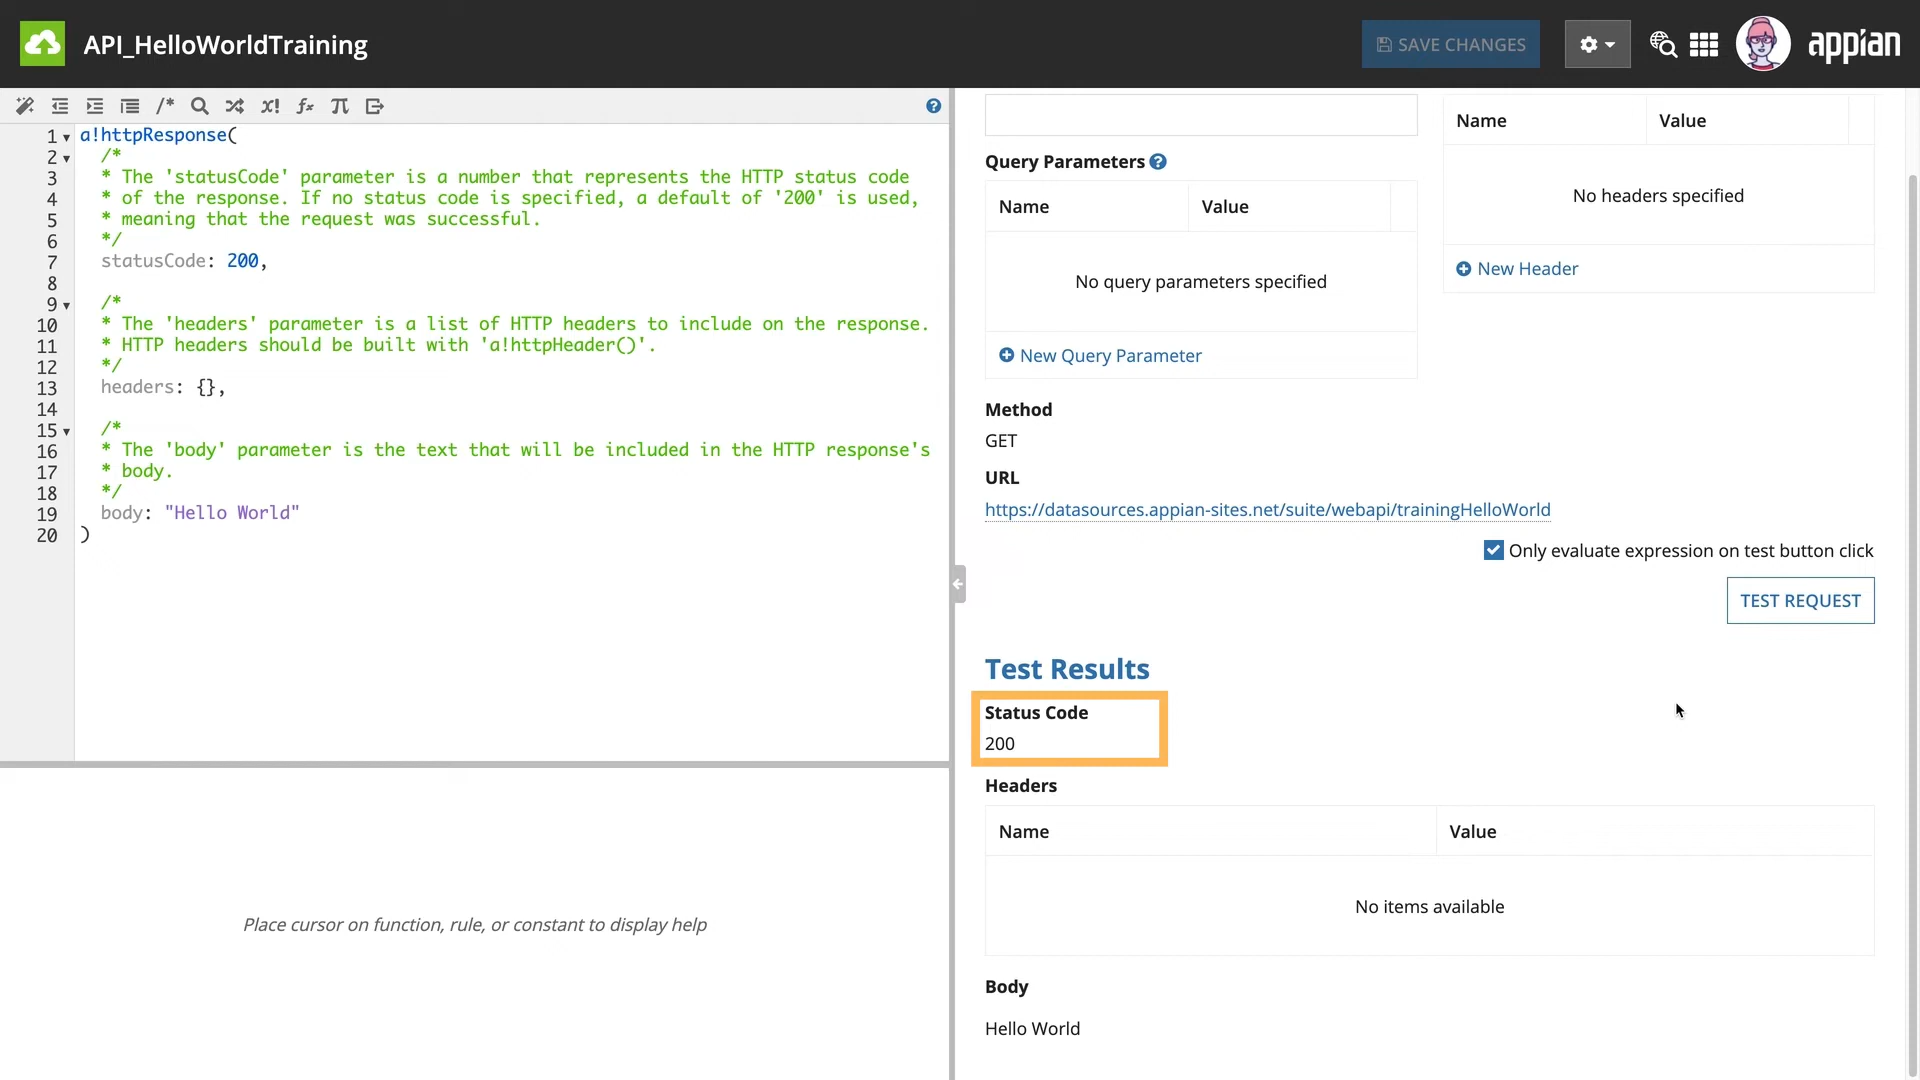 API_HelloWorldTraining
SAVE CHANGES
appian
/*
x!
1
a!httpResponse(
2
/*
3
* The 'statusCode' parameter is a number that represents the HTTP status code
4
* of the response. If no status code is specified, a default of '200' is used,
5
* meaning that the request was successful.
6
*/
7
statusCode: 200,
8
9
/*
10
* The 'headers' parameter is a list of HTTP headers to include on the response.
11
* HTTP headers should be built with 'a!httpHeader()'.
12
*/
13
headers: {},
14
15
/*
16
* The 'body' parameter is the text that will be included in the HTTP response's
17
* body.
18
*/
19
body: "Hello World"
20
)
Place cursor on function, rule, or constant to display help
Query Parameters
Name Value
No query parameters specified
New Query Parameter
Name Value
No headers specified
New Header
Method
GET
URL
https://datasources.appian-sites.net/suite/webapi/trainingHelloWorld
Only evaluate expression on test button click
TEST REQUEST
Test Results
Status Code
200
Headers
Name Value
No items available
Body
Hello World